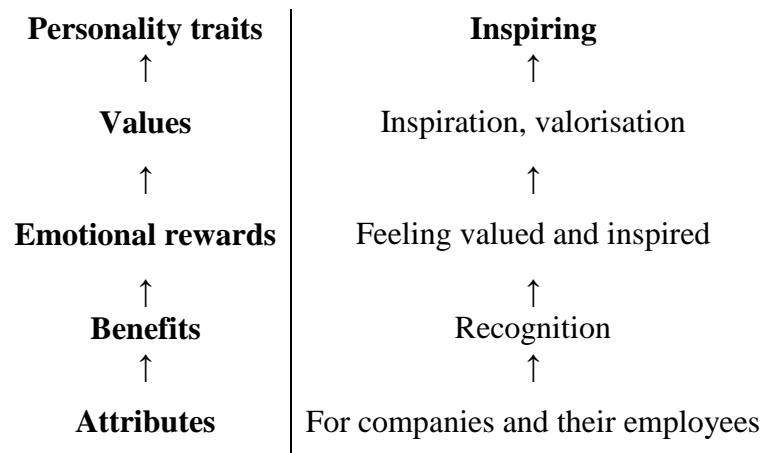 Personality traits Inspiring
↑ ↑
Values Inspiration, valorisation
↑ ↑
Emotional rewards Feeling valued and inspired
↑ ↑
Benefits Recognition
↑ ↑
Attributes For companies and their employees